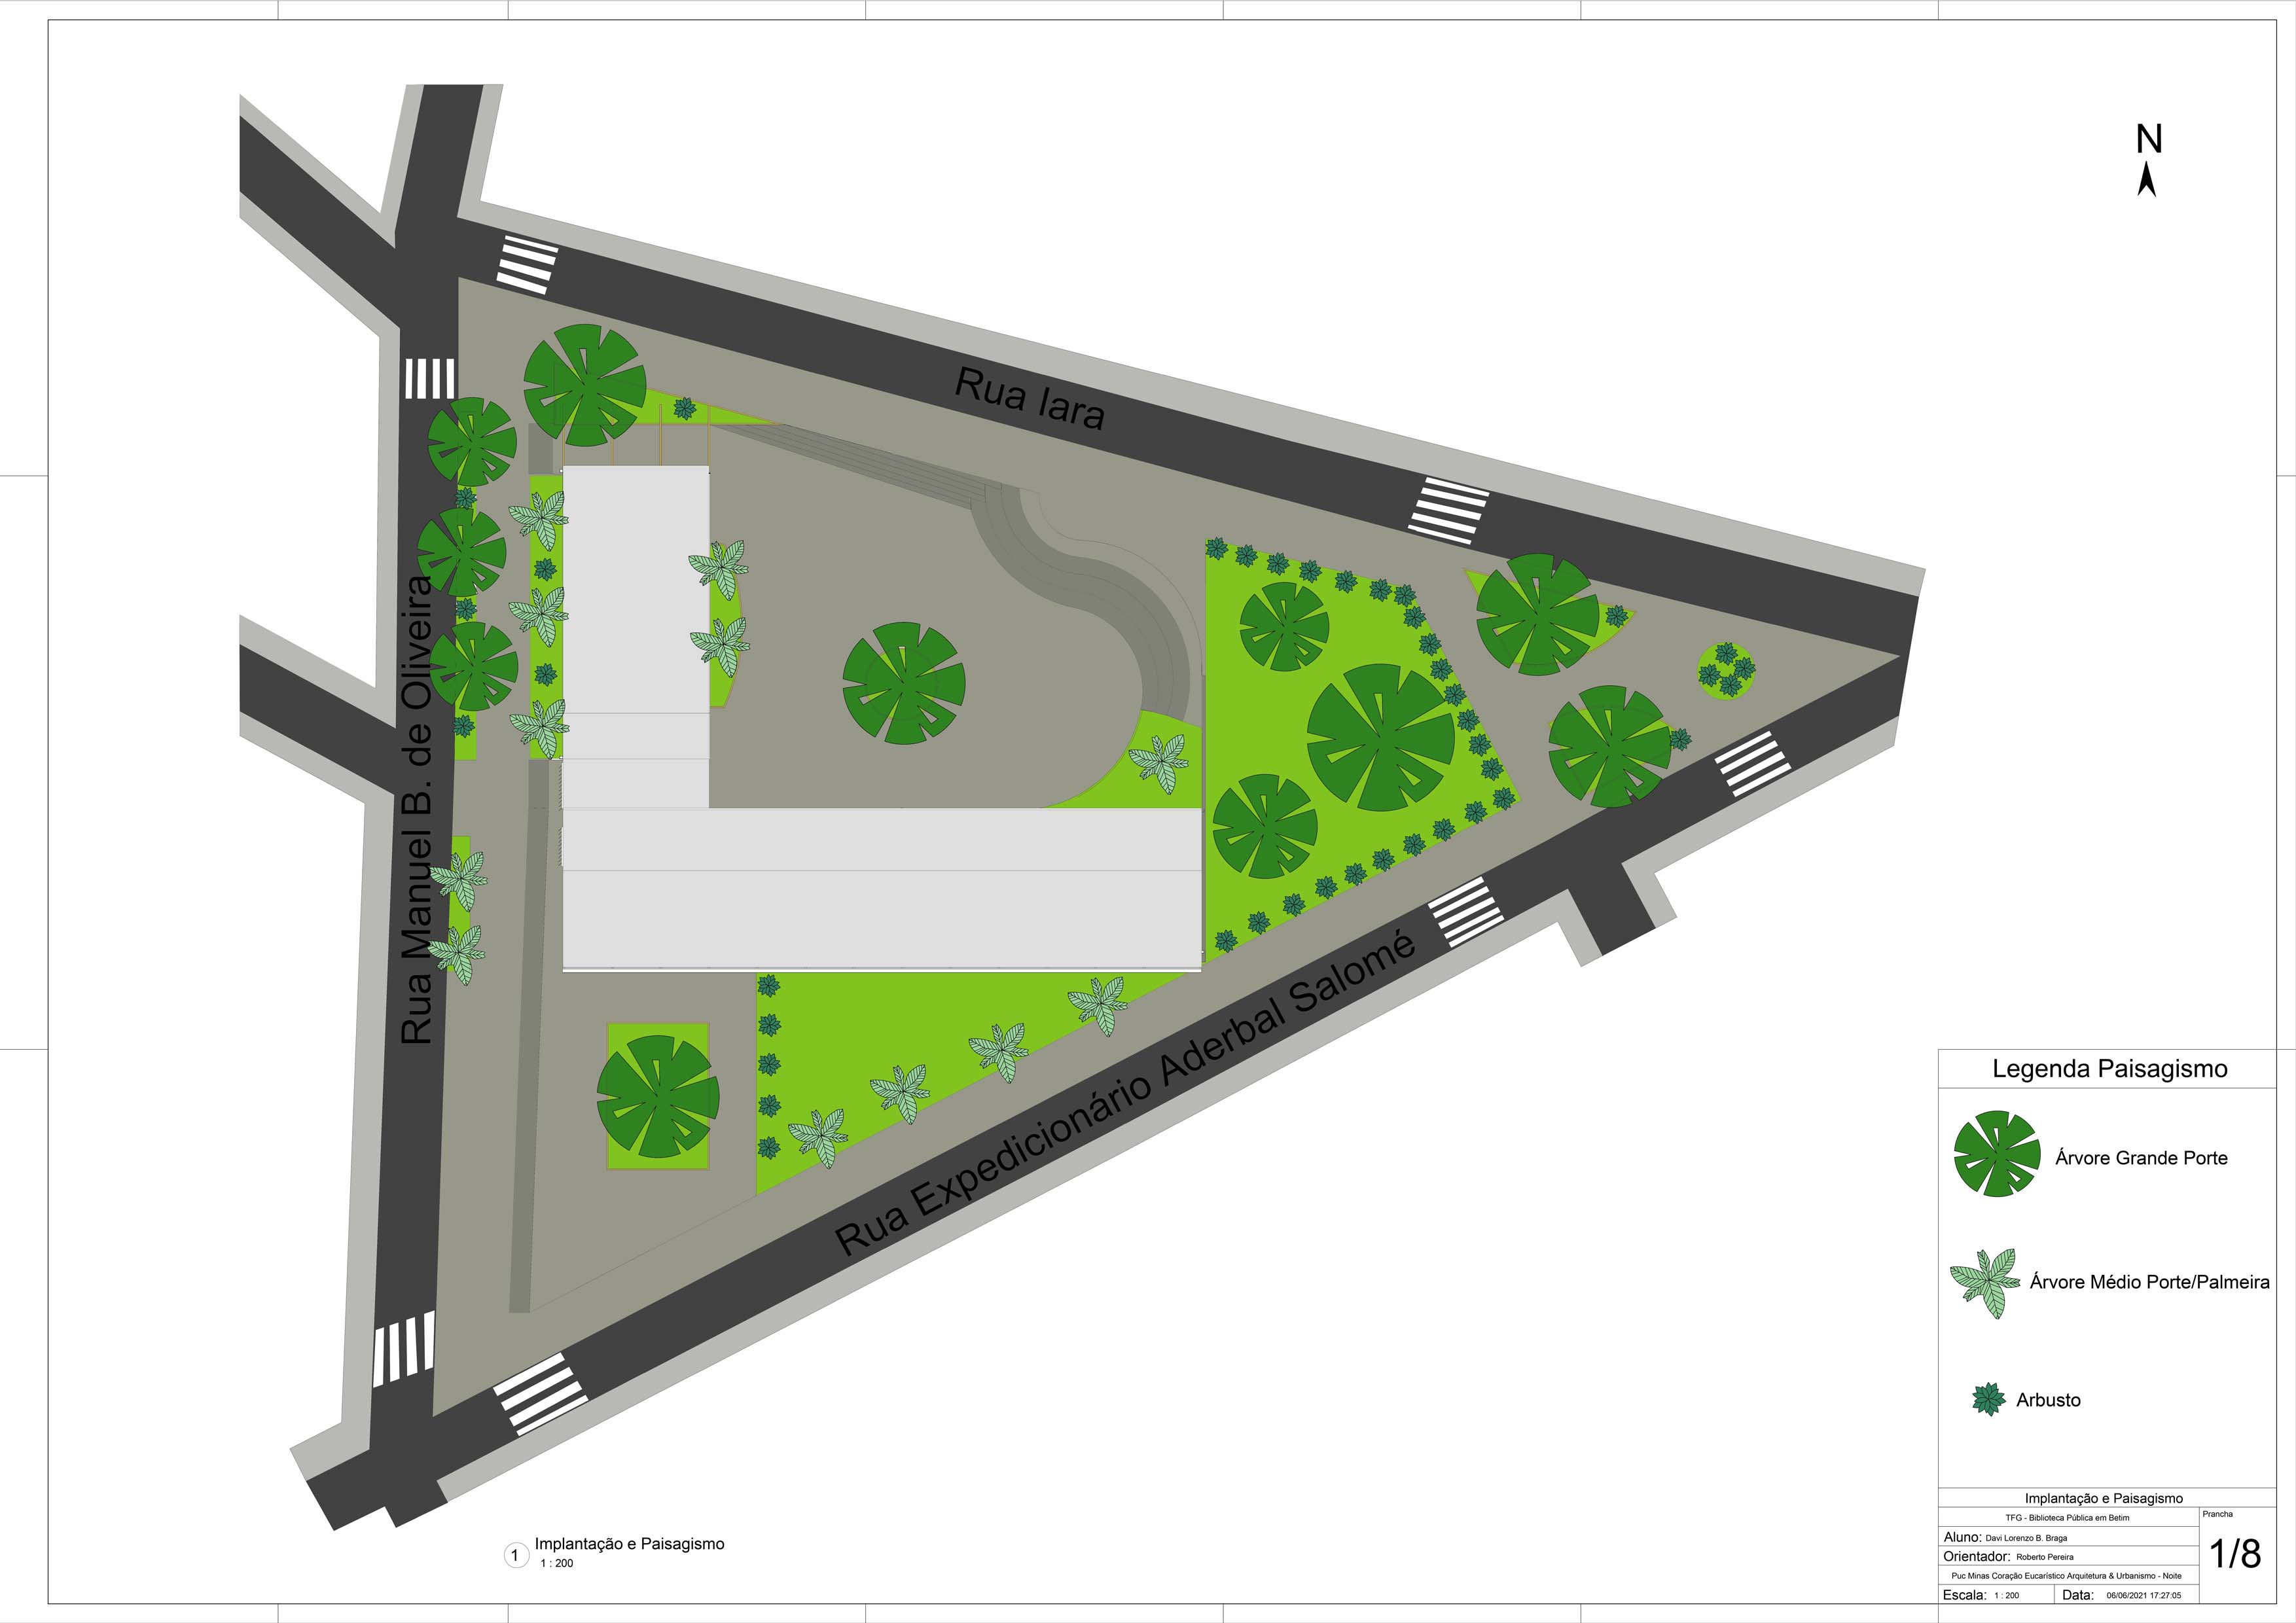 N
Rua Iara
Rua Manuel B. de Oliveira
Rua Expedicionário Aderbal Salomé
Legenda Paisagismo
Árvore Grande Porte
Árvore Médio Porte/Palmeira
Arbusto
1
Implantação e Paisagismo
1 : 200
Implantação e Paisagismo
TFG - Biblioteca Pública em Betim
Prancha
Aluno: Davi Lorenzo B. Braga
1/8
Orientador: Roberto Pereira
Puc Minas Coração Eucarístico Arquitetura & Urbanismo - Noite
Escala: 1 : 200
Data: 06/06/2021 17:27:05